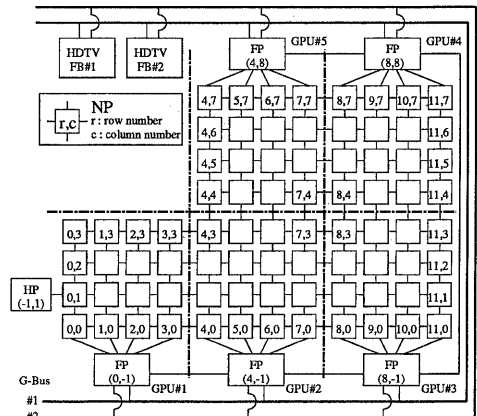 HDTV FB#1
HDTV FB#2
FP (4,8)
GPU#5
FP (8,8)
GPU#4
NP
r,c
r : row number
c : column number
4,7 5,7 6,7 7,7 8,7 9,7 10,7 11,7
4,6 11,6
4,5 11,5
4,4 7,4 8,4 11,4
0,3 1,3 2,3 3,3 4,3 7,3 8,3 11,3
0,2 11,2
HP (-1,1)
0,1 11,1
0,0 1,0 2,0 3,0 4,0 5,0 6,0 7,0 8,0 9,0 10,0 11,0
FP (0,-1)
FP (4,-1)
FP (8,-1)
G-Bus
GPU#1
GPU#2
GPU#3
#1
#2